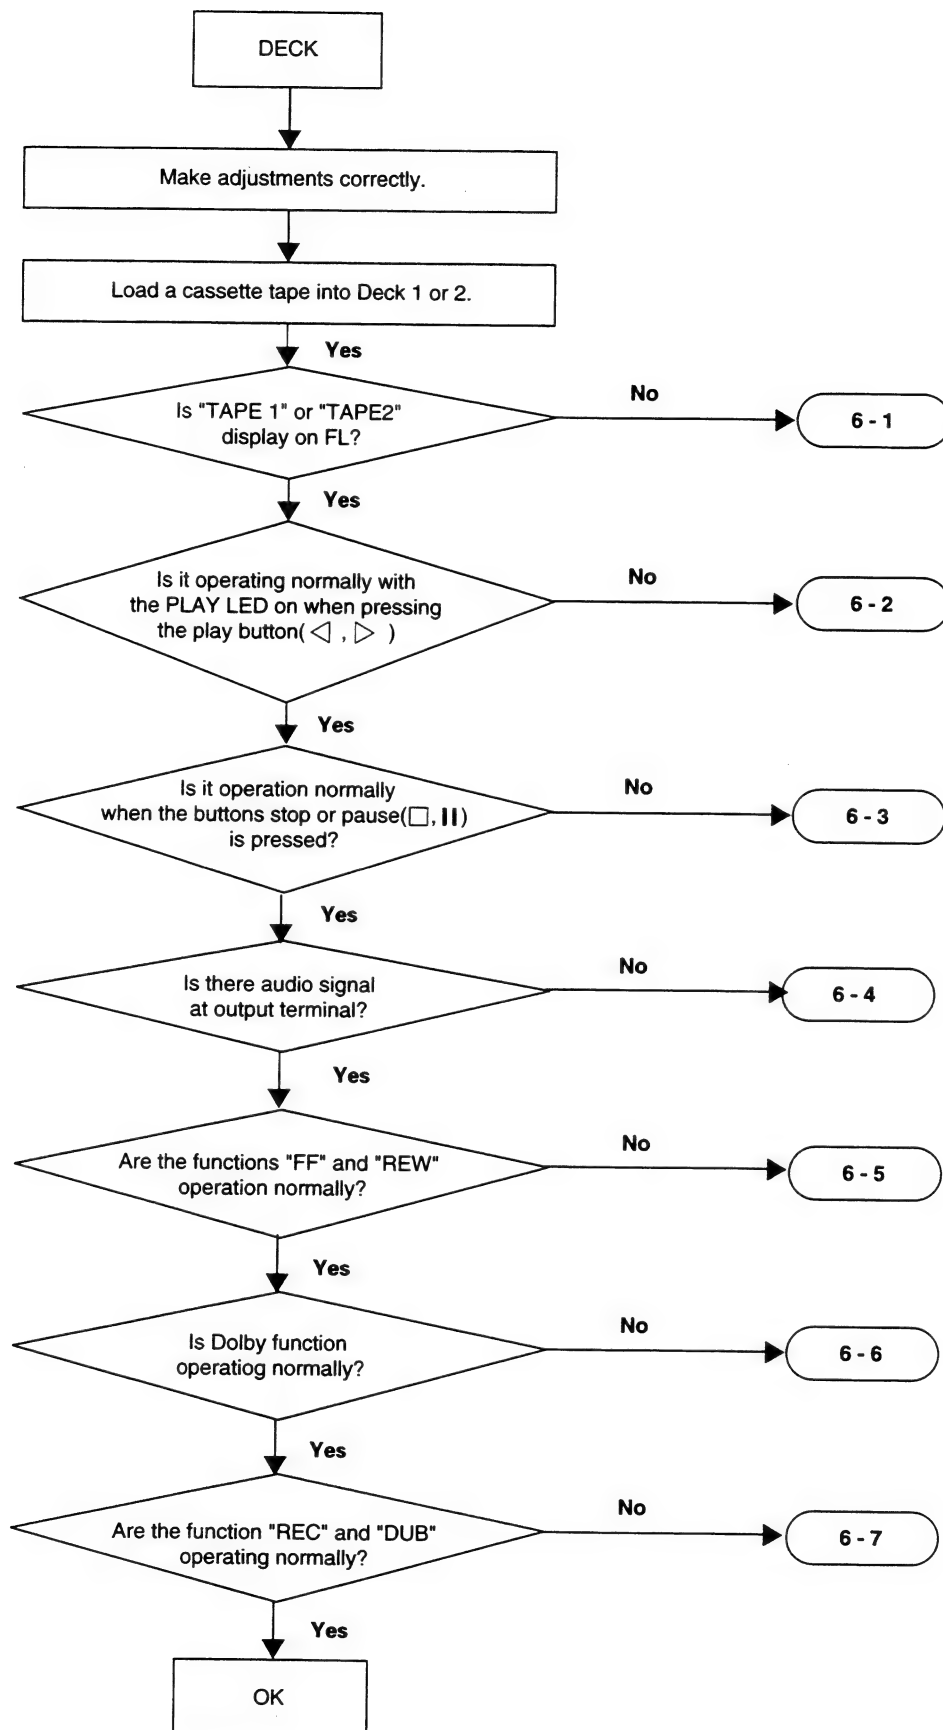 DECK
Make adjustments correctly.
Load a cassette tape into Deck 1 or 2.
Yes
Is "TAPE 1" or "TAPE2"
display on FL?
No
6 - 1
Yes
Is it operating normally with
the PLAY LED on when pressing
the play button( ◁ , ▷ )
No
6 - 2
Yes
Is it operation normally
when the buttons stop or pause(□, II)
is pressed?
No
6 - 3
Yes
Is there audio signal
at output terminal?
No
6 - 4
Yes
Are the functions "FF" and "REW"
operation normally?
No
6 - 5
Yes
Is Dolby function
operatiog normally?
No
6 - 6
Yes
Are the function "REC" and "DUB"
operating normally?
No
6 - 7
Yes
OK